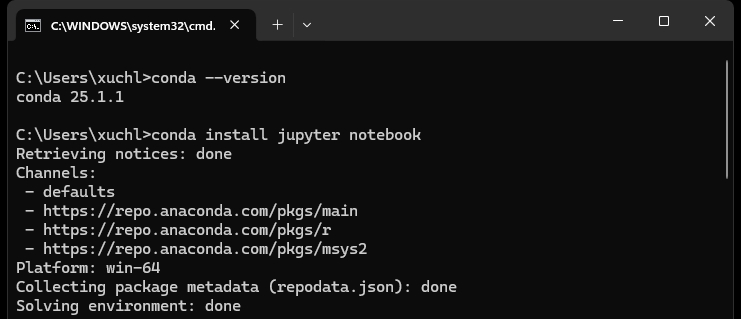 C:\WINDOWS\system32\cmd.
C:\Users\xuchl>conda --version
conda 25.1.1
C:\Users\xuchl>conda install jupyter notebook
Retrieving notices: done
Channels:
 - defaults
 - https://repo.anaconda.com/pkgs/main
 - https://repo.anaconda.com/pkgs/r
 - https://repo.anaconda.com/pkgs/msys2
Platform: win-64
Collecting package metadata (repodata.json): done
Solving environment: done